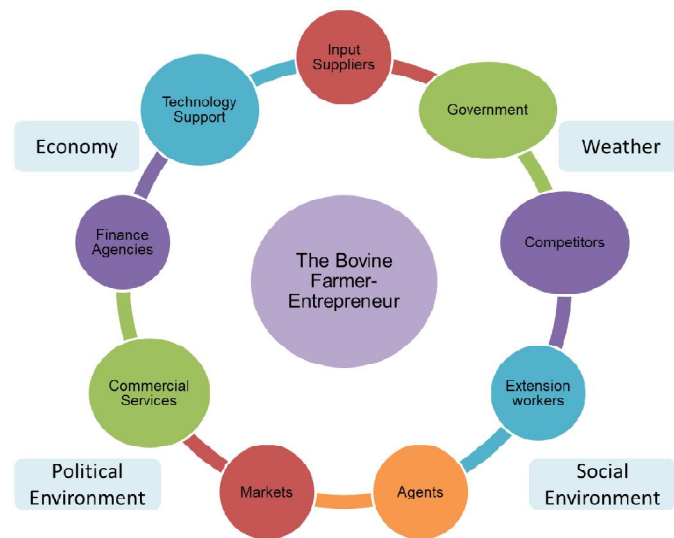 Input
Suppliers
Technology
Support
Government
Economy
Weather
Finance
Agencies
Competitors
The Bovine
Farmer-
Entrepreneur
Commercial
Services
Extension
workers
Political
Environment
Markets
Agents
Social
Environment